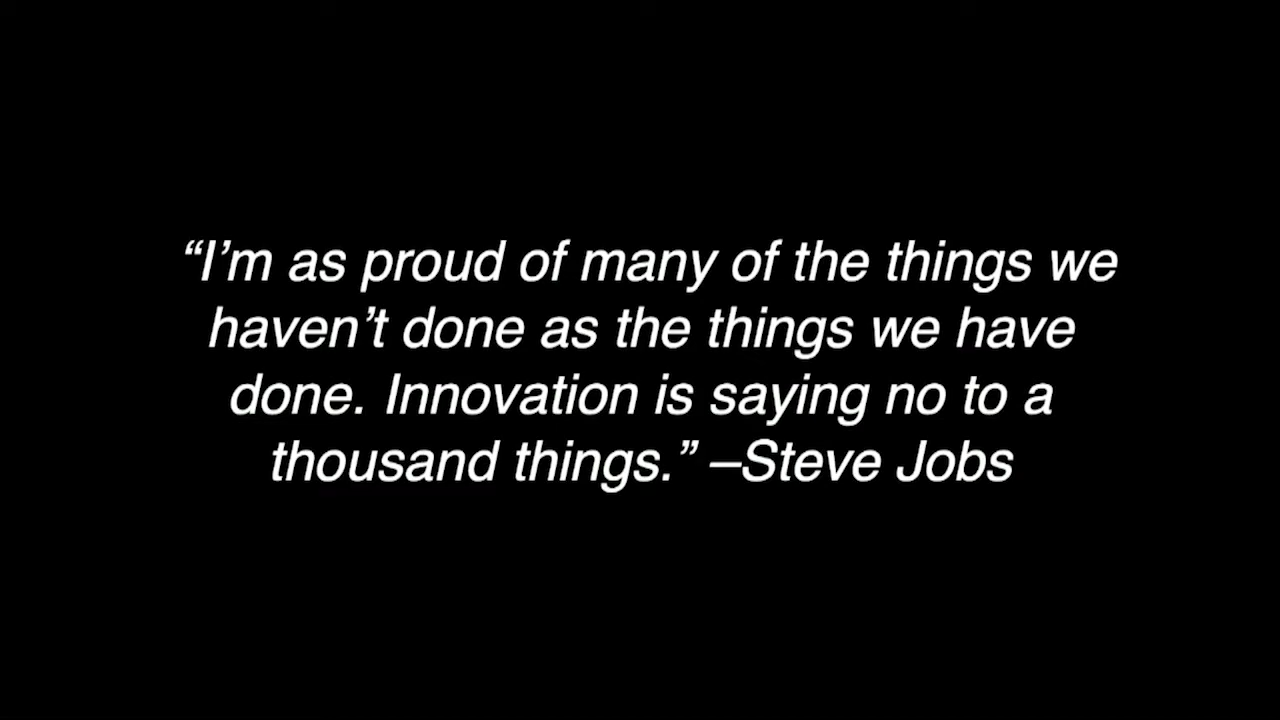 “I’m as proud of many of the things we
haven’t done as the things we have
done. Innovation is saying no to a
thousand things.” –Steve Jobs